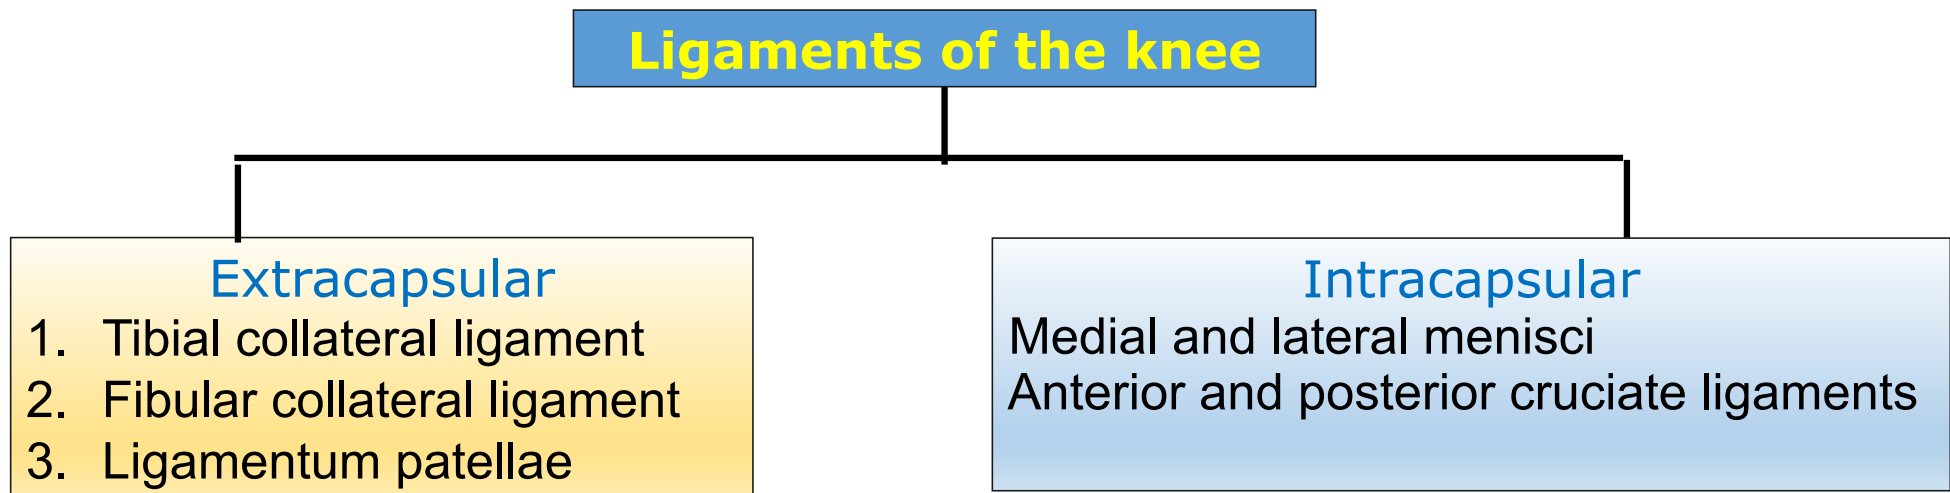 Ligaments of the knee
Extracapsular
1. Tibial collateral ligament
2. Fibular collateral ligament
3. Ligamentum patellae
Intracapsular
Medial and lateral menisci
Anterior and posterior cruciate ligaments